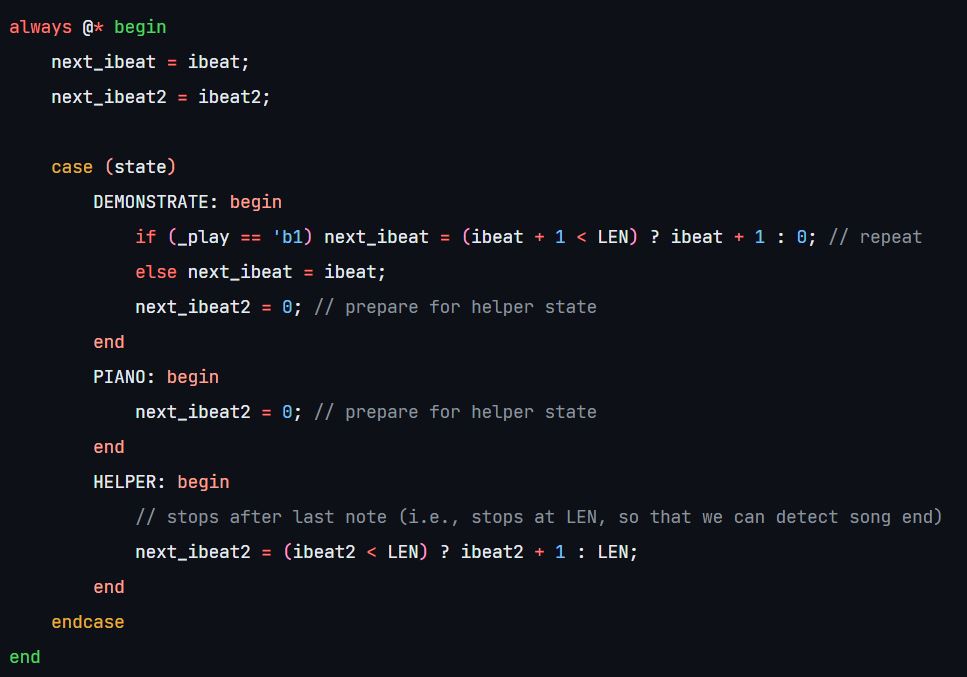 always @* begin
    next_ibeat = ibeat;
    next_ibeat2 = ibeat2;

    case (state)
        DEMONSTRATE: begin
            if (_play == 'b1) next_ibeat = (ibeat + 1 < LEN) ? ibeat + 1 : 0; // repeat
            else next_ibeat = ibeat;
            next_ibeat2 = 0; // prepare for helper state
        end
        PIANO: begin
            next_ibeat2 = 0; // prepare for helper state
        end
        HELPER: begin
            // stops after last note (i.e., stops at LEN, so that we can detect song end)
            next_ibeat2 = (ibeat2 < LEN) ? ibeat2 + 1 : LEN;
        end
    endcase
end